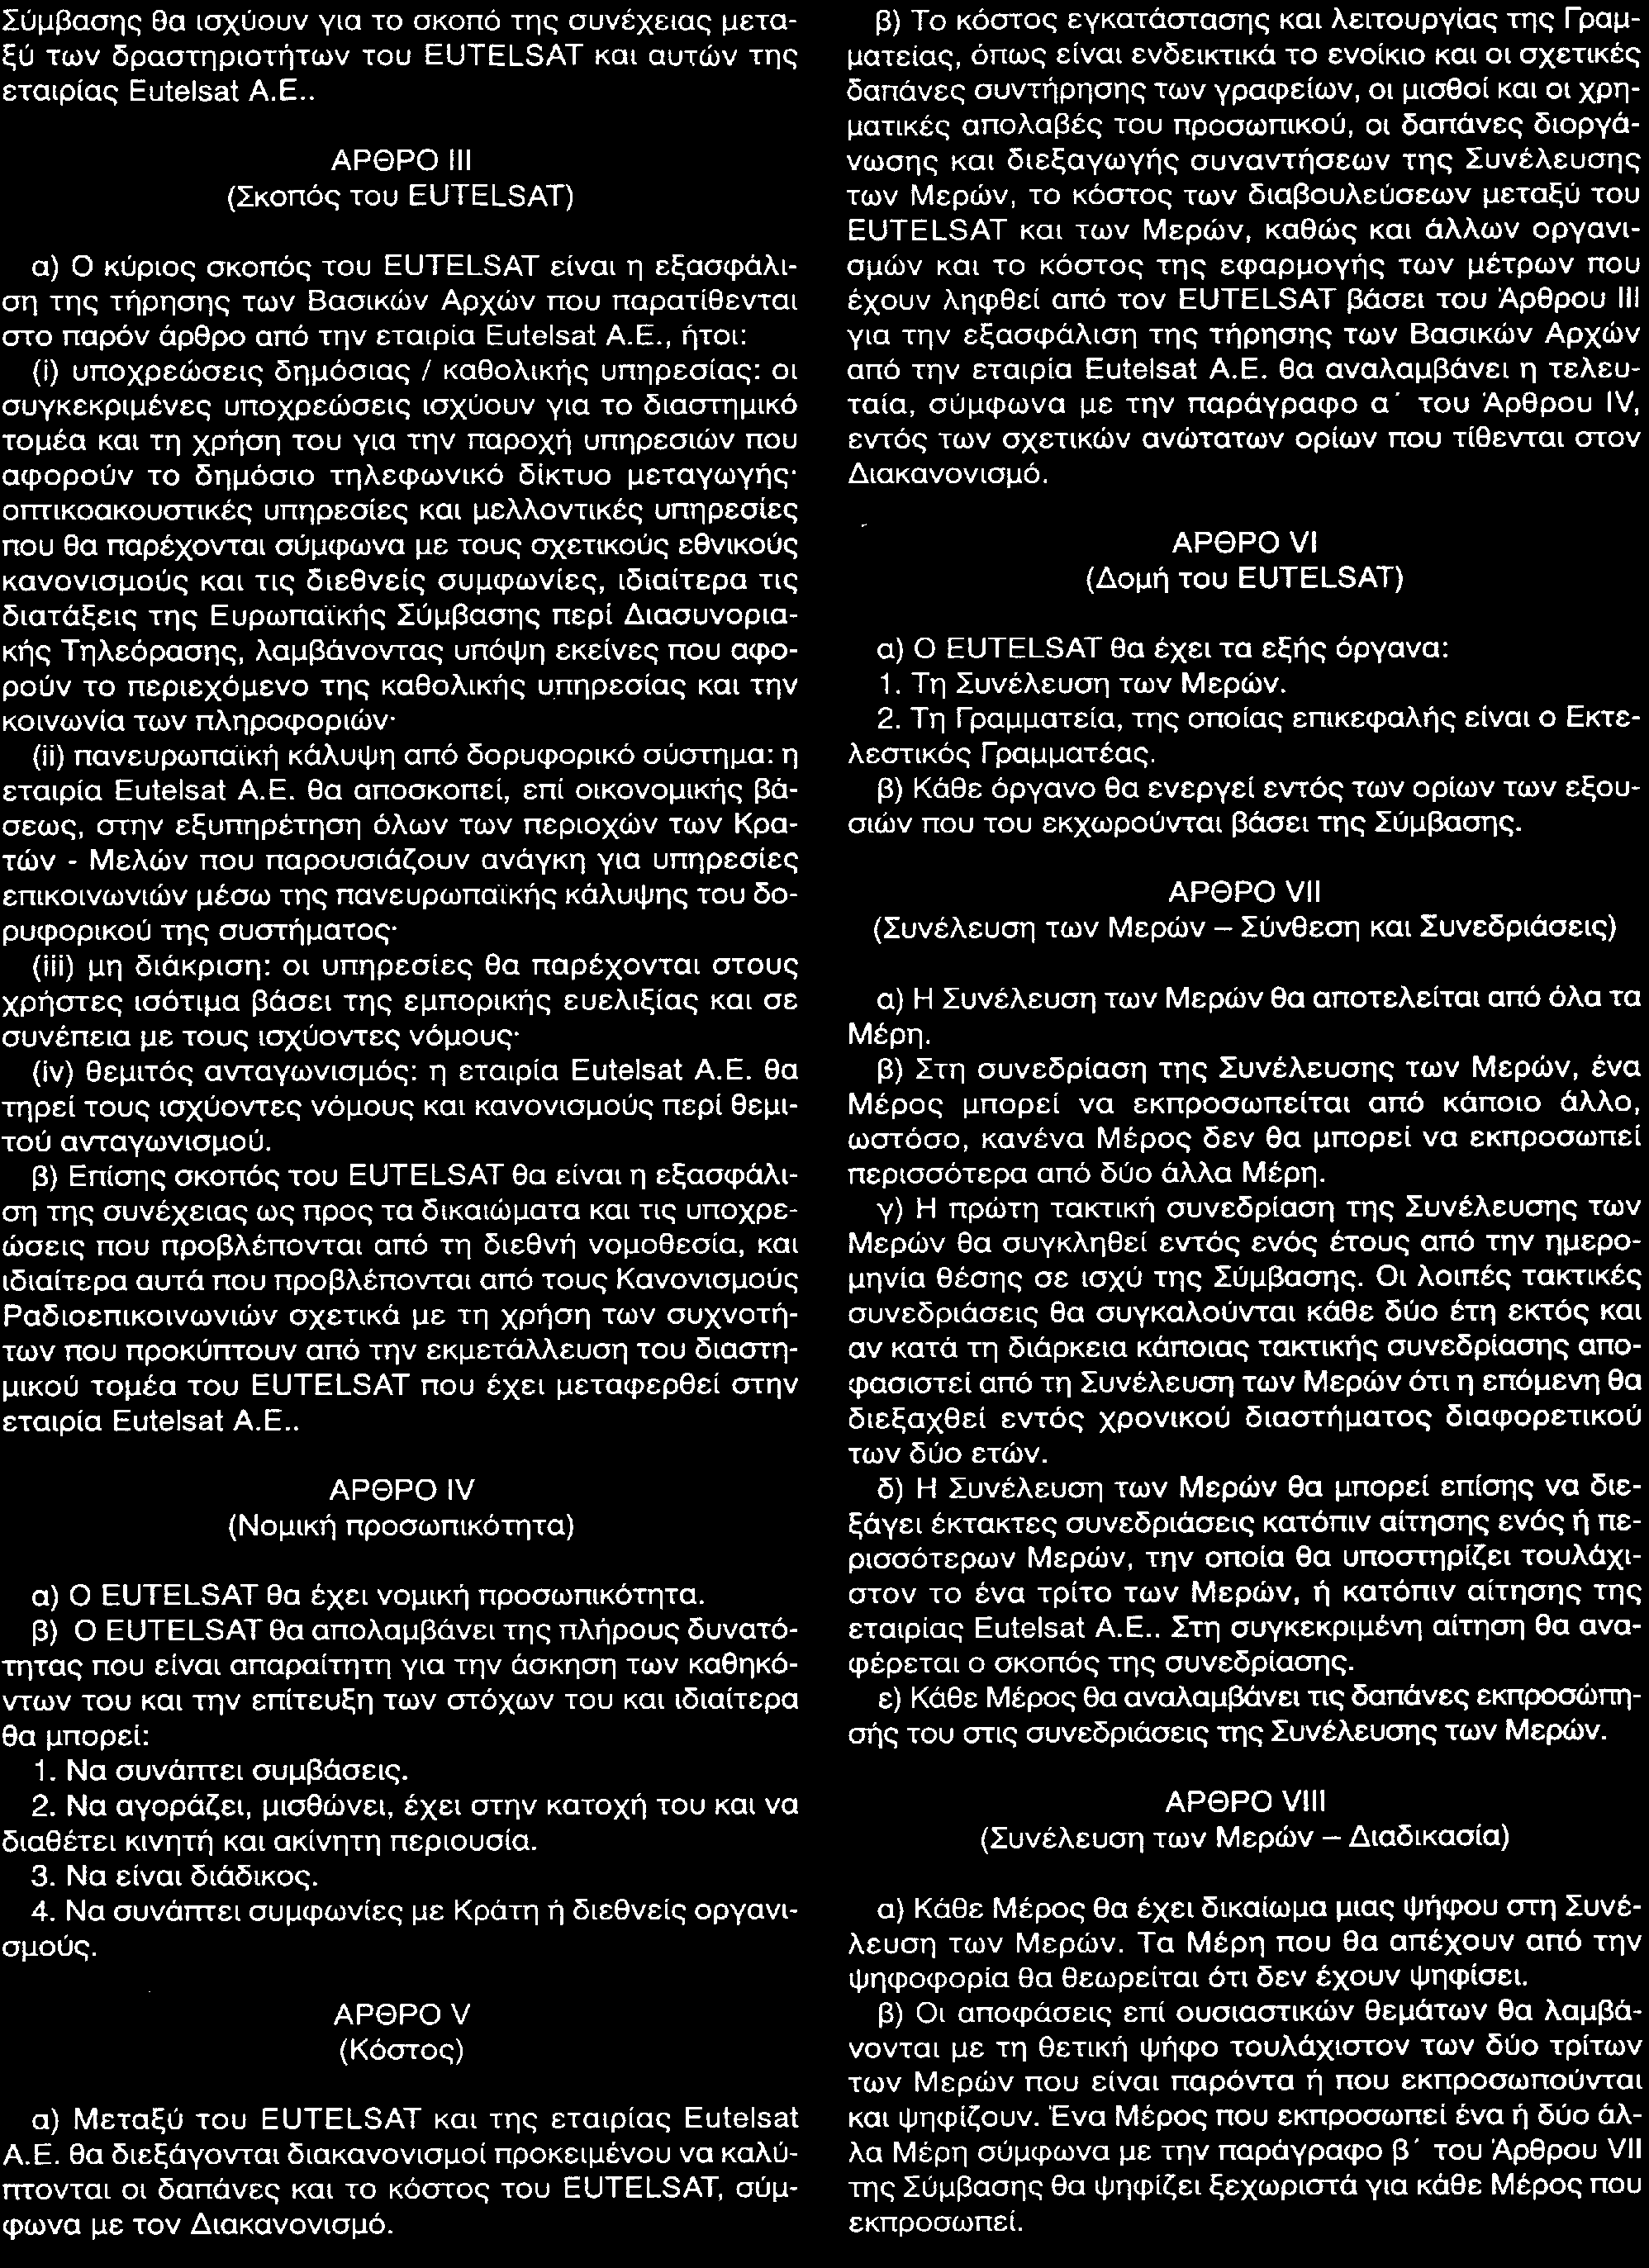 Σύμβασης θα ισχύουν για το σκοπό της συνέχειας μετα-
ξύ των δραστηριοτήτων του EUTELSAT και αυτών της
εταιρίας Eutelsat A.E..
ΑΡΘΡΟ III
(Σκοπός του EUTELSAT)
α) Ο κύριος σκοπός του EUTELSAT είναι η εξασφάλι-
ση της τήρησης των Βασικών Αρχών που παρατίθενται
στο παρόν άρθρο από την εταιρία Eutelsat A.E., ήτοι:
(i) υποχρεώσεις δημόσιας / καθολικής υπηρεσίας: οι
συγκεκριμένες υποχρεώσεις ισχύουν για το διαστημικό
τομέα και τη χρήση του για την παροχή υπηρεσιών που
αφορούν το δημόσιο τηλεφωνικό δίκτυο μεταγωγής·
οπτικοακουστικές υπηρεσίες και μελλοντικές υπηρεσίες
που θα παρέχονται σύμφωνα με τους σχετικούς εθνικούς
κανονισμούς και τις διεθνείς συμφωνίες, ιδιαίτερα τις
διατάξεις της Ευρωπαϊκής Σύμβασης περί Διασυνορια-
κής Τηλεόρασης, λαμβάνοντας υπόψη εκείνες που αφο-
ρούν το περιεχόμενο της καθολικής υπηρεσίας και την
κοινωνία των πληροφοριών·
(ii) πανευρωπαϊκή κάλυψη από δορυφορικό σύστημα: η
εταιρία Eutelsat A.E. θα αποσκοπεί, επί οικονομικής βά-
σεως, στην εξυπηρέτηση όλων των περιοχών των Κρα-
τών - Μελών που παρουσιάζουν ανάγκη για υπηρεσίες
επικοινωνιών μέσω της πανευρωπαϊκής κάλυψης του δο-
ρυφορικού της συστήματος·
(iii) μη διάκριση: οι υπηρεσίες θα παρέχονται στους
χρήστες ισότιμα βάσει της εμπορικής ευελιξίας και σε
συνέπεια με τους ισχύοντες νόμους·
(iv) θεμιτός ανταγωνισμός: η εταιρία Eutelsat A.E. θα
τηρεί τους ισχύοντες νόμους και κανονισμούς περί θεμι-
τού ανταγωνισμού.
β) Επίσης σκοπός του EUTELSAT θα είναι η εξασφάλι-
ση της συνέχειας ως προς τα δικαιώματα και τις υποχρε-
ώσεις που προβλέπονται από τη διεθνή νομοθεσία, και
ιδιαίτερα αυτά που προβλέπονται από τους Κανονισμούς
Ραδιοεπικοινωνιών σχετικά με τη χρήση των συχνοτή-
των που προκύπτουν από την εκμετάλλευση του διαστη-
μικού τομέα του EUTELSAT που έχει μεταφερθεί στην
εταιρία Eutelsat A.E..
ΑΡΘΡΟ IV
(Νομική προσωπικότητα)
α) Ο EUTELSAT θα έχει νομική προσωπικότητα.
β) Ο EUTELSAT θα απολαμβάνει της πλήρους δυνατό-
τητας που είναι απαραίτητη για την άσκηση των καθηκό-
ντων του και την επίτευξη των στόχων του και ιδιαίτερα
θα μπορεί:
1. Να συνάπτει συμβάσεις.
2. Να αγοράζει, μισθώνει, έχει στην κατοχή του και να
διαθέτει κινητή και ακίνητη περιουσία.
3. Να είναι διάδικος.
4. Να συνάπτει συμφωνίες με Κράτη ή διεθνείς οργανι-
σμούς.
ΑΡΘΡΟ V
(Κόστος)
α) Μεταξύ του EUTELSAT και της εταιρίας Eutelsat
A.E. θα διεξάγονται διακανονισμοί προκειμένου να καλύ-
πτονται οι δαπάνες και το κόστος του EUTELSAT, σύμ-
φωνα με τον Διακανονισμό.
β) Το κόστος εγκατάστασης και λειτουργίας της Γραμ-
ματείας, όπως είναι ενδεικτικά το ενοίκιο και οι σχετικές
δαπάνες συντήρησης των γραφείων, οι μισθοί και οι χρη-
ματικές απολαβές του προσωπικού, οι δαπάνες διοργά-
νωσης και διεξαγωγής συναντήσεων της Συνέλευσης
των Μερών, το κόστος των διαβουλεύσεων μεταξύ του
EUTELSAT και των Μερών, καθώς και άλλων οργανι-
σμών και το κόστος της εφαρμογής των μέτρων που
έχουν ληφθεί από τον EUTELSAT βάσει του Άρθρου III
για την εξασφάλιση της τήρησης των Βασικών Αρχών
από την εταιρία Eutelsat A.E. θα αναλαμβάνει η τελευ-
ταία, σύμφωνα με την παράγραφο α΄ του Άρθρου IV,
εντός των σχετικών ανώτατων ορίων που τίθενται στον
Διακανονισμό.
ΑΡΘΡΟ VI
(Δομή του EUTELSAT)
α) Ο EUTELSAT θα έχει τα εξής όργανα:
1. Τη Συνέλευση των Μερών.
2. Τη Γραμματεία, της οποίας επικεφαλής είναι ο Εκτε-
λεστικός Γραμματέας.
β) Κάθε όργανο θα ενεργεί εντός των ορίων των εξου-
σιών που του εκχωρούνται βάσει της Σύμβασης.
ΑΡΘΡΟ VII
(Συνέλευση των Μερών – Σύνθεση και Συνεδριάσεις)
α) Η Συνέλευση των Μερών θα αποτελείται από όλα τα
Μέρη.
β) Στη συνεδρίαση της Συνέλευσης των Μερών, ένα
Μέρος μπορεί να εκπροσωπείται από κάποιο άλλο,
ωστόσο, κανένα Μέρος δεν θα μπορεί να εκπροσωπεί
περισσότερα από δύο άλλα Μέρη.
γ) Η πρώτη τακτική συνεδρίαση της Συνέλευσης των
Μερών θα συγκληθεί εντός ενός έτους από την ημερο-
μηνία θέσης σε ισχύ της Σύμβασης. Οι λοιπές τακτικές
συνεδριάσεις θα συγκαλούνται κάθε δύο έτη εκτός και
αν κατά τη διάρκεια κάποιας τακτικής συνεδρίασης απο-
φασιστεί από τη Συνέλευση των Μερών ότι η επόμενη θα
διεξαχθεί εντός χρονικού διαστήματος διαφορετικού
των δύο ετών.
δ) Η Συνέλευση των Μερών θα μπορεί επίσης να διε-
ξάγει έκτακτες συνεδριάσεις κατόπιν αίτησης ενός ή πε-
ρισσότερων Μερών, την οποία θα υποστηρίζει τουλάχι-
στον το ένα τρίτο των Μερών, ή κατόπιν αίτησης της
εταιρίας Eutelsat A.E.. Στη συγκεκριμένη αίτηση θα ανα-
φέρεται ο σκοπός της συνεδρίασης.
ε) Κάθε Μέρος θα αναλαμβάνει τις δαπάνες εκπροσώπη-
σής του στις συνεδριάσεις της Συνέλευσης των Μερών.
ΑΡΘΡΟ VIII
(Συνέλευση των Μερών – Διαδικασία)
α) Κάθε Μέρος θα έχει δικαίωμα μιας ψήφου στη Συνέ-
λευση των Μερών. Τα Μέρη που θα απέχουν από την
ψηφοφορία θα θεωρείται ότι δεν έχουν ψηφίσει.
β) Οι αποφάσεις επί ουσιαστικών θεμάτων θα λαμβά-
νονται με τη θετική ψήφο τουλάχιστον των δύο τρίτων
των Μερών που είναι παρόντα ή που εκπροσωπούνται
και ψηφίζουν. Ένα Μέρος που εκπροσωπεί ένα ή δύο άλ-
λα Μέρη σύμφωνα με την παράγραφο β΄ του Άρθρου VII
της Σύμβασης θα ψηφίζει ξεχωριστά για κάθε Μέρος που
εκπροσωπεί.